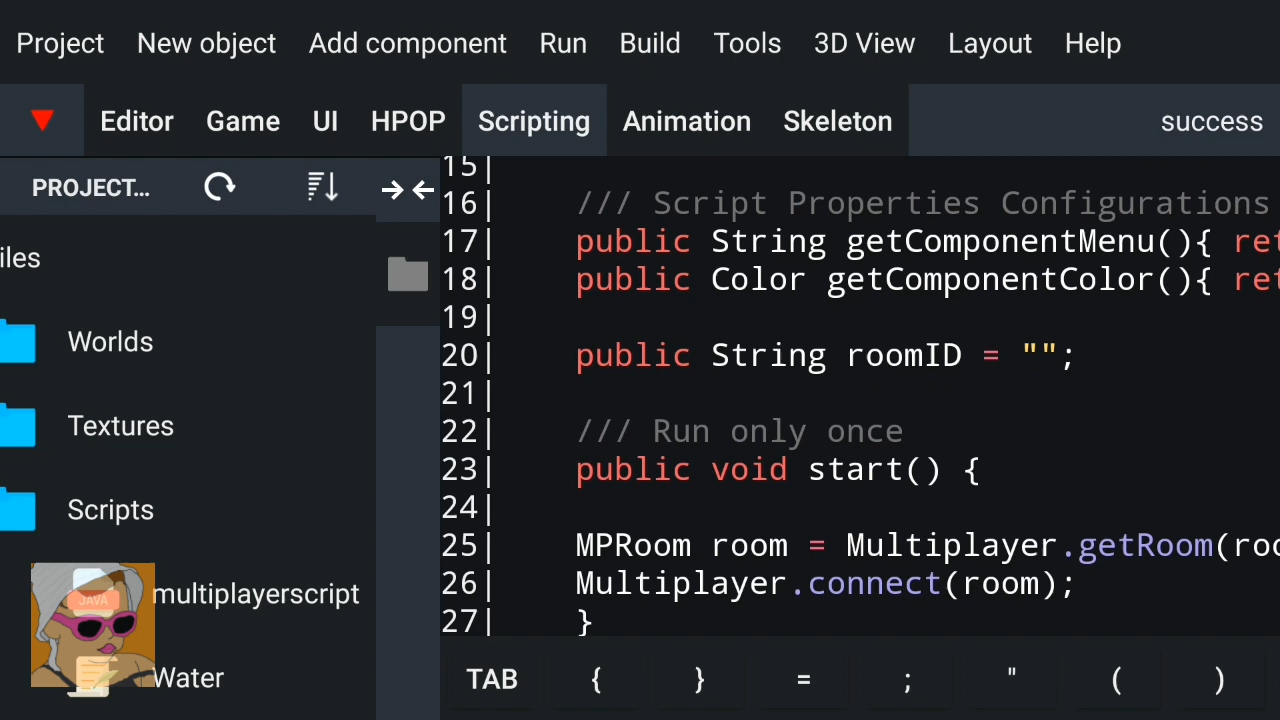 Project New object Add component Run Build Tools 3D View Layout Help
Editor Game UI HPOP Scripting Animation Skeleton success
PROJECT...
iles
Worlds
Textures
Scripts
JAVA
multiplayerscript
Water
15|
16| /// Script Properties Configurations
17| public String getComponentMenu(){ ret
18| public Color getComponentColor(){ ret
19|
20| public String roomID = "";
21|
22| /// Run only once
23| public void start() {
24|
25| MPRoom room = Multiplayer.getRoom(roo
26| Multiplayer.connect(room);
27| }
TAB { } = ; " ( )